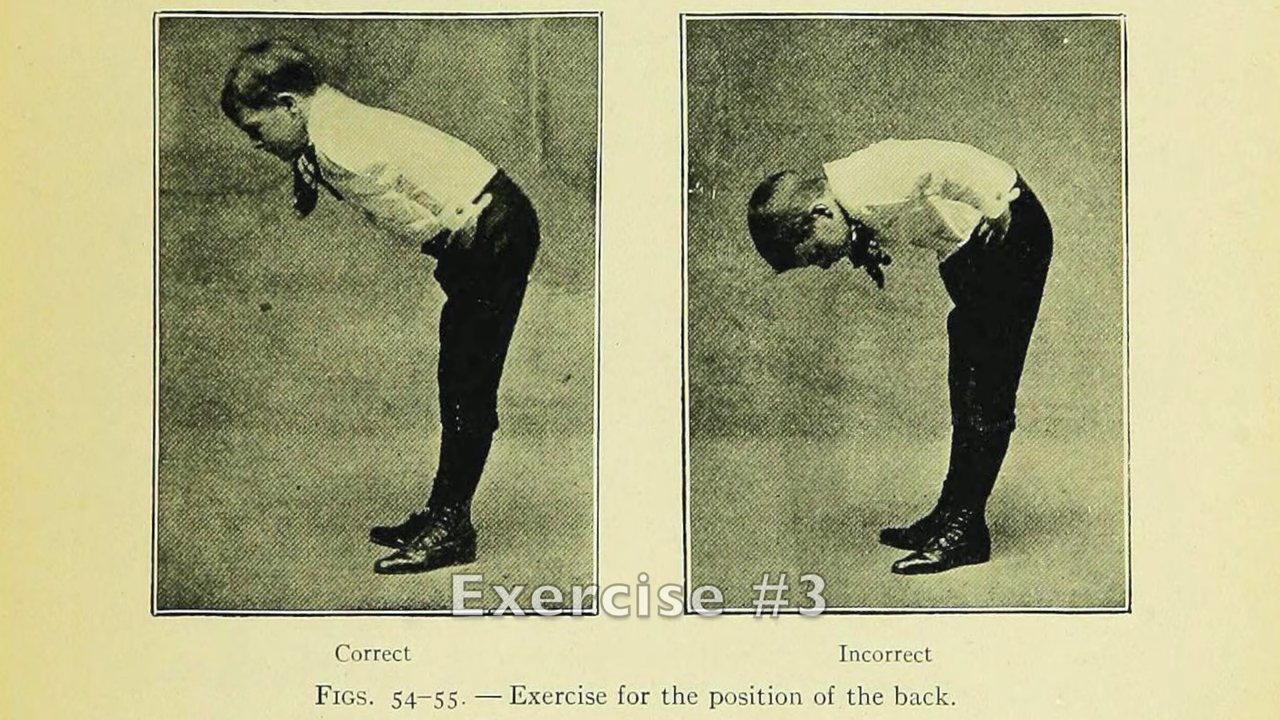 Exercise #3
Correct
Incorrect
Figs. 54–55. — Exercise for the position of the back.